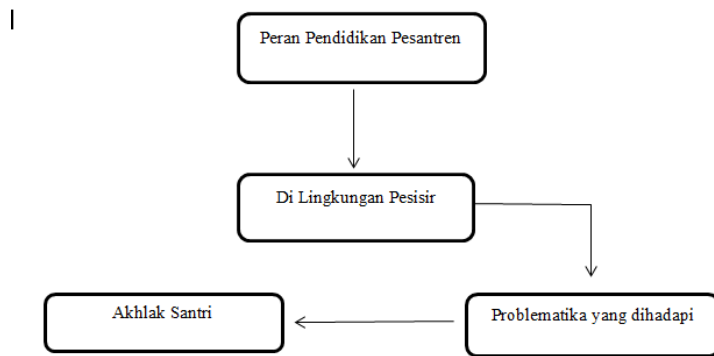 Peran Pendidikan Pesantren
Di Lingkungan Pesisir
Akhlak Santri
Problematika yang dihadapi